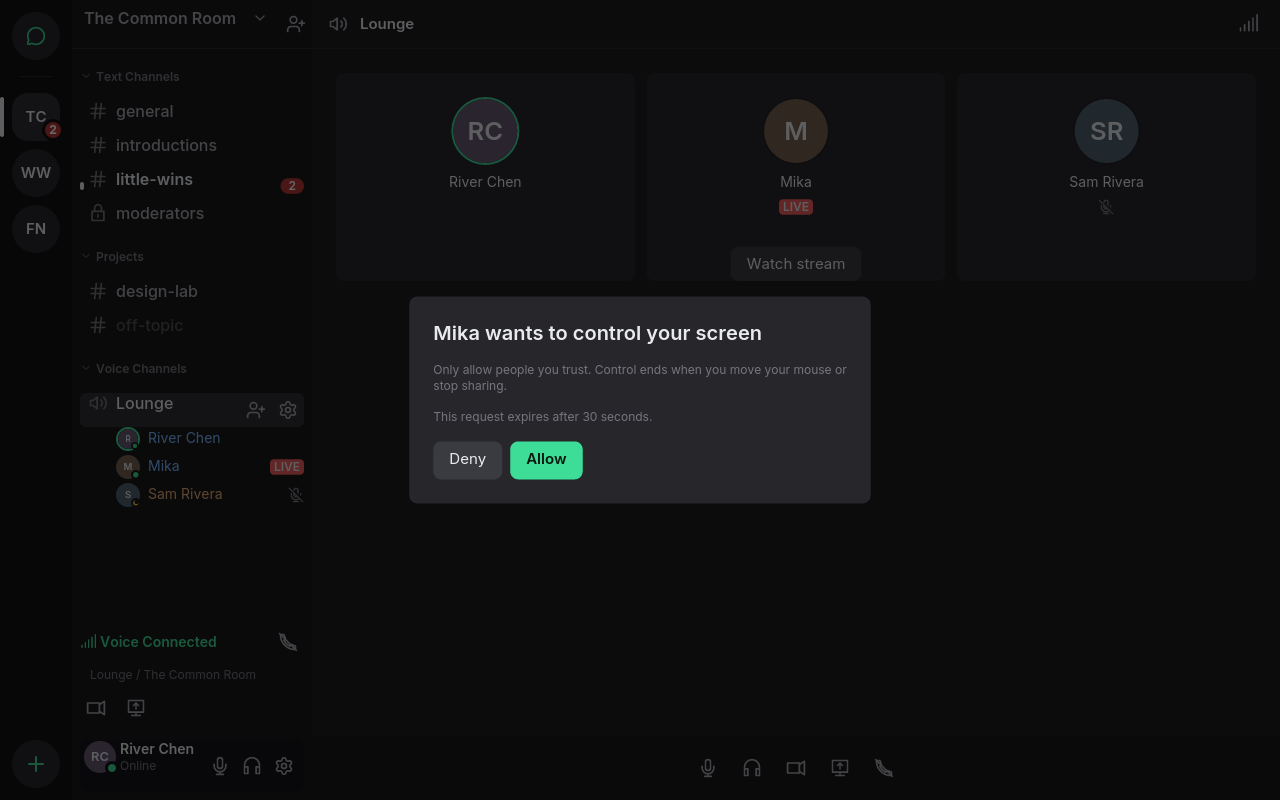 The Common Room
Lounge
TC
2
WW
FN
Text Channels
general
introductions
little-wins
2
moderators
Projects
design-lab
off-topic
Voice Channels
Lounge
R
River Chen
M
Mika
LIVE
S
Sam Rivera
Voice Connected
Lounge / The Common Room
RC
River Chen
Online
RC
River Chen
M
Mika
LIVE
Watch stream
SR
Sam Rivera
Mika wants to control your screen
Only allow people you trust. Control ends when you move your mouse or
stop sharing.
This request expires after 30 seconds.
Deny
Allow